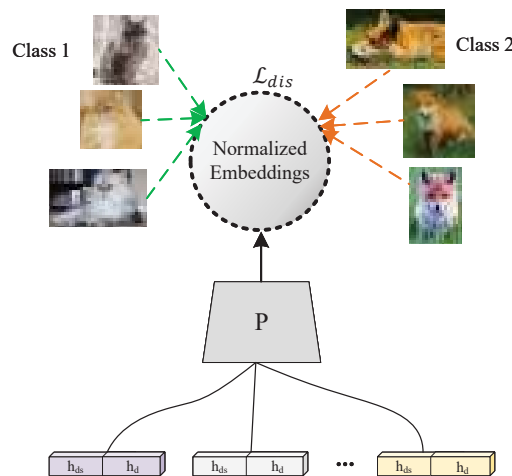 Class 1
Class 2
ℒ_dis
Normalized
Embeddings
P
h_ds h_d h_ds h_d ••• h_ds h_d